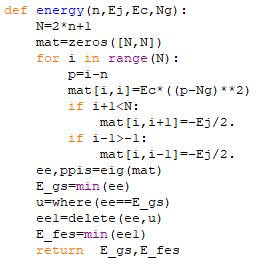 def energy(n,Ej,Ec,Ng):
    N=2*n+1
    mat=zeros([N,N])
    for i in range(N):
        p=i-n
        mat[i,i]=Ec*((p-Ng)**2)
        if i+1<N:
            mat[i,i+1]=-Ej/2.
        if i-1>-1:
            mat[i,i-1]=-Ej/2.
    ee,ppis=eig(mat)
    E_gs=min(ee)
    u=where(ee==E_gs)
    ee1=delete(ee,u)
    E_fes=min(ee1)
    return  E_gs,E_fes